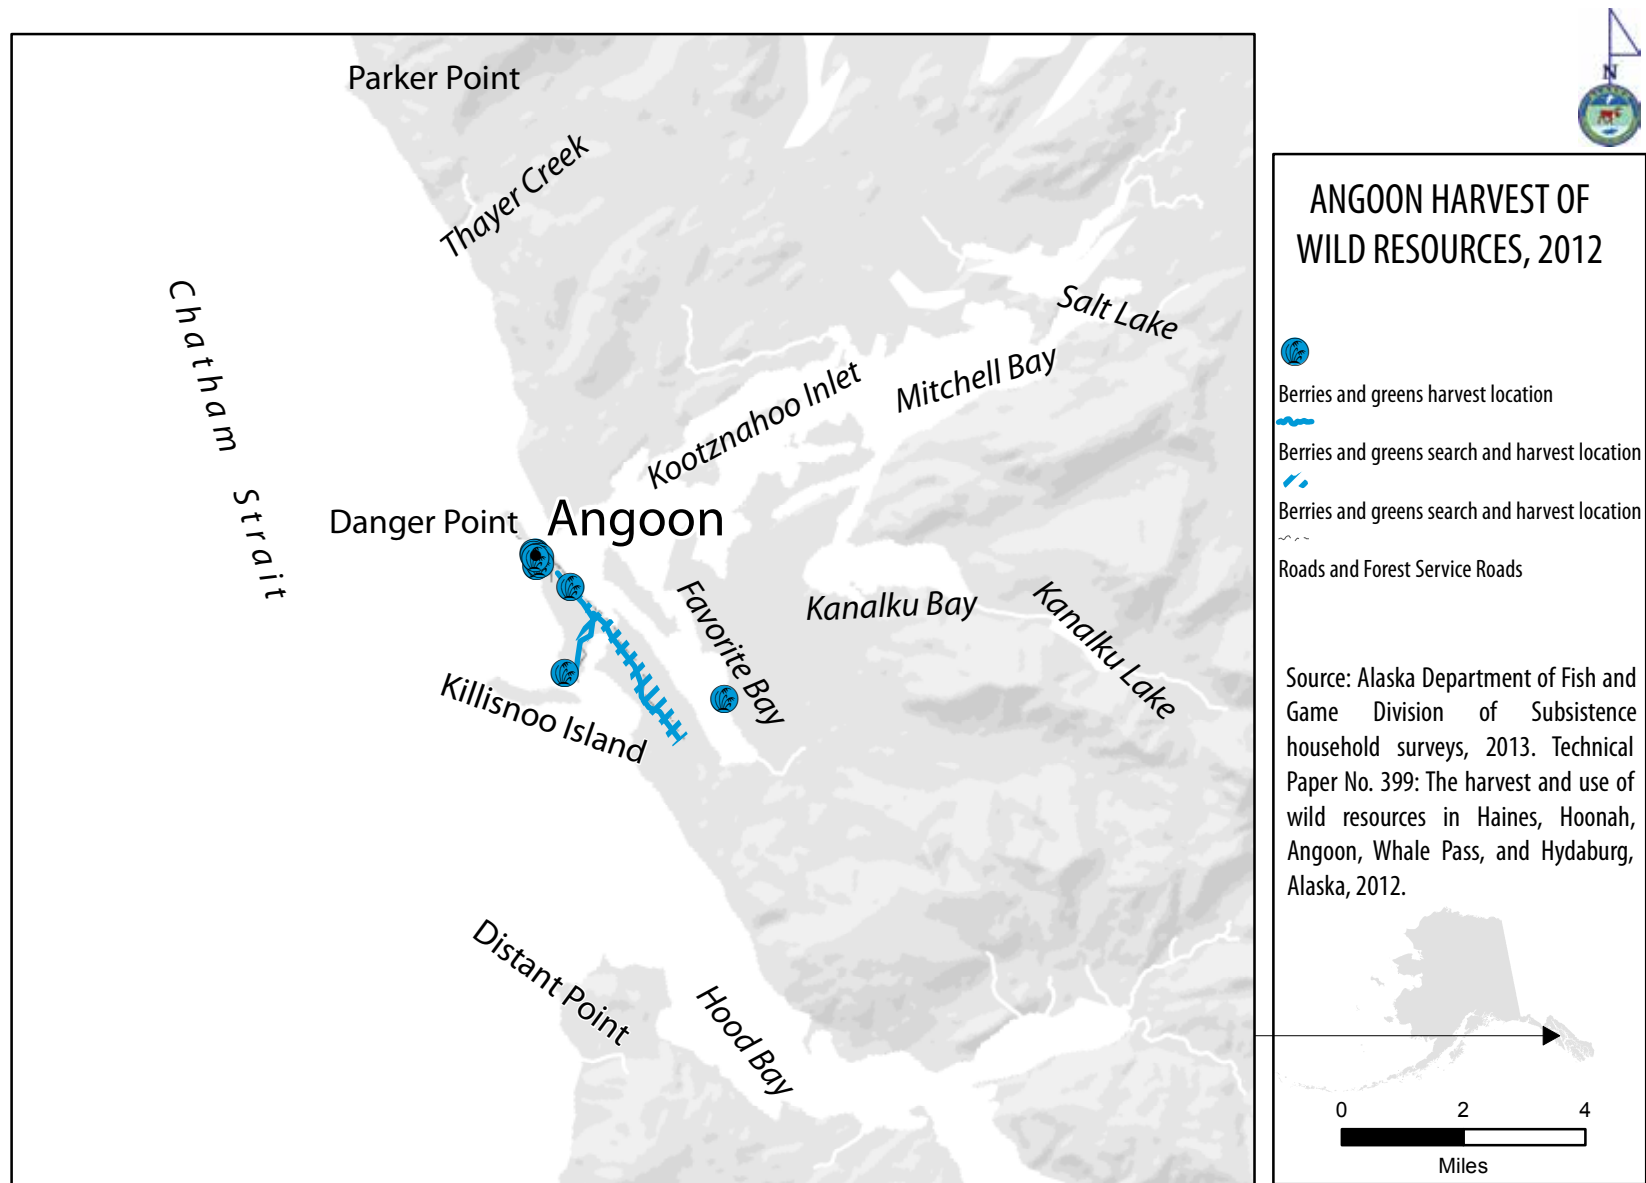 Parker Point
Thayer Creek
Chatham Strait
Salt Lake
Mitchell Bay
Kootznahoo Inlet
Danger Point
Angoon
Favorite Bay
Kanalku Bay
Kanalku Lake
Killisnoo Island
Distant Point
Hood Bay
N
ANGOON HARVEST OF
WILD RESOURCES, 2012
Berries and greens harvest location
Berries and greens search and harvest location
Berries and greens search and harvest location
Roads and Forest Service Roads
Source: Alaska Department of Fish and
Game Division of Subsistence
household surveys, 2013. Technical
Paper No. 399: The harvest and use of
wild resources in Haines, Hoonah,
Angoon, Whale Pass, and Hydaburg,
Alaska, 2012.
0 2 4
Miles